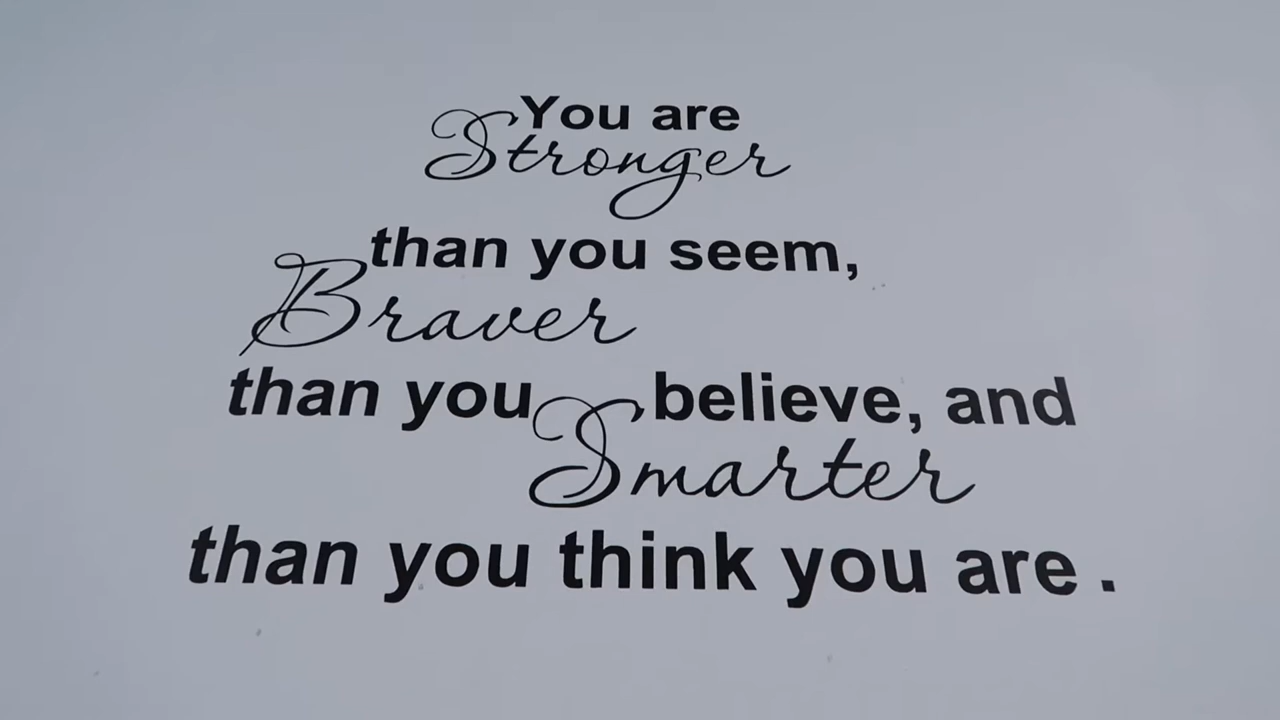 You are
Stronger
than you seem,
Braver
than you believe, and
Smarter
than you think you are .